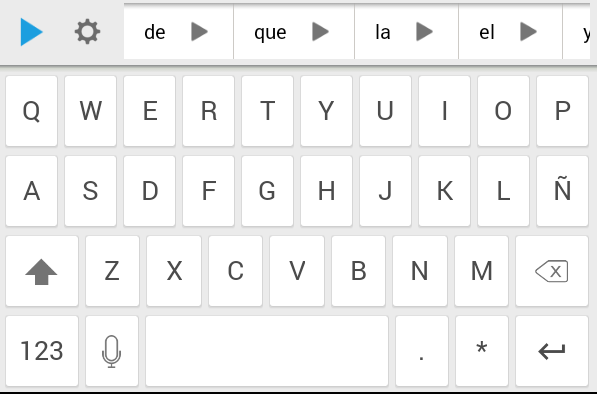 de que la el y
Q W E R T Y U I O P
A S D F G H J K L Ñ
Z X C V B N M
123 . *